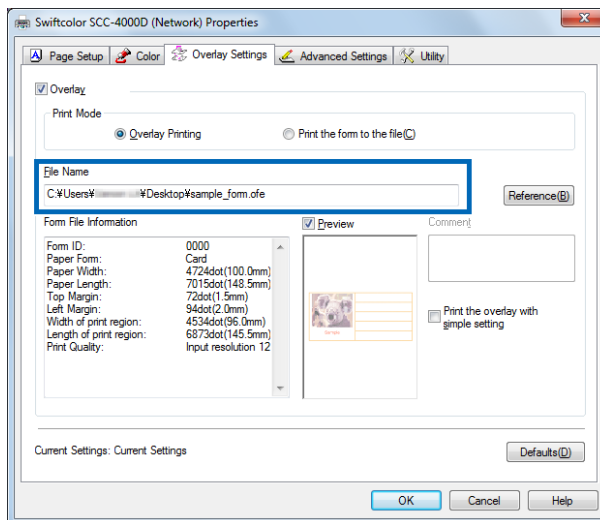 Swiftcolor SCC-4000D (Network) Properties
Page Setup
Color
Overlay Settings
Advanced Settings
Utility
Overlay
Print Mode
Overlay Printing
Print the form to the file(C)
File Name
C:¥Users¥ ¥Desktop¥sample_form.ofe
Reference(B)
Form File Information
Preview
Comment
Form ID: 0000
Paper Form: Card
Paper Width: 4724dot(100.0mm)
Paper Length: 7015dot(148.5mm)
Top Margin: 72dot(1.5mm)
Left Margin: 94dot(2.0mm)
Width of print region: 4534dot(96.0mm)
Length of print region: 6873dot(145.5mm)
Print Quality: Input resolution 12
Print the overlay with
simple setting
Current Settings: Current Settings
Defaults(D)
OK
Cancel
Help